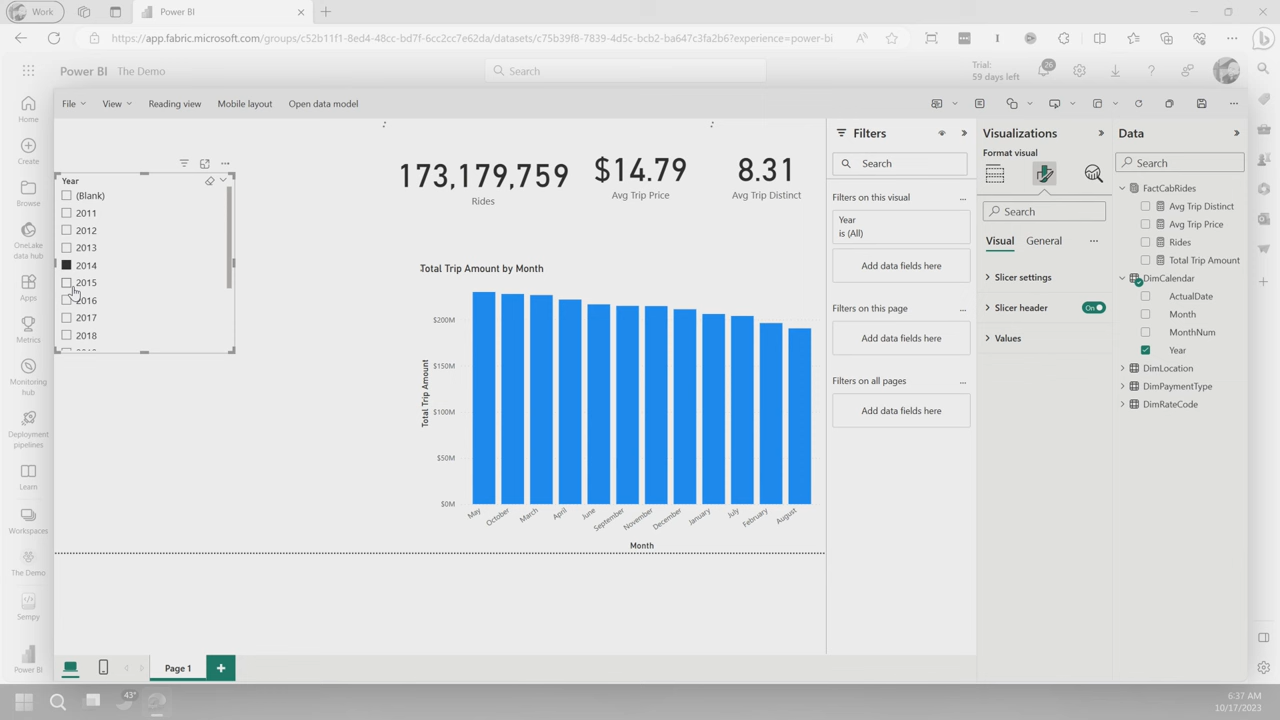 Work
Power BI
https://app.fabric.microsoft.com/groups/c52b11f1-8ed4-48cc-bd7f-6cc2cc7e62da/datasets/c75b39f8-7839-4d5c-bcb2-ba647c3fa2b6?experience=power-bi
Power BI The Demo
Search
Trial:
59 days left
26
File View Reading view Mobile layout Open data model
Home
Create
Browse
OneLake
data hub
Apps
Metrics
Monitoring
hub
Deployment
pipelines
Learn
Workspaces
The Demo
Sempy
Power BI
Year
(Blank)
2011
2012
2013
2014
2015
2016
2017
2018
173,179,759
Rides
$14.79
Avg Trip Price
8.31
Avg Trip Distinct
Total Trip Amount by Month
Total Trip Amount
$200M
$150M
$100M
$50M
$0M
May
October
March
April
June
September
November
December
January
July
February
August
Month
Page 1
Filters
Search
Filters on this visual
Year
is (All)
Add data fields here
Filters on this page
Add data fields here
Filters on all pages
Add data fields here
Visualizations
Format visual
Search
Visual General
Slicer settings
Slicer header On
Values
Data
Search
FactCabRides
Avg Trip Distinct
Avg Trip Price
Rides
Total Trip Amount
DimCalendar
ActualDate
Month
MonthNum
Year
DimLocation
DimPaymentType
DimRateCode
43°
6:37 AM
10/17/2023